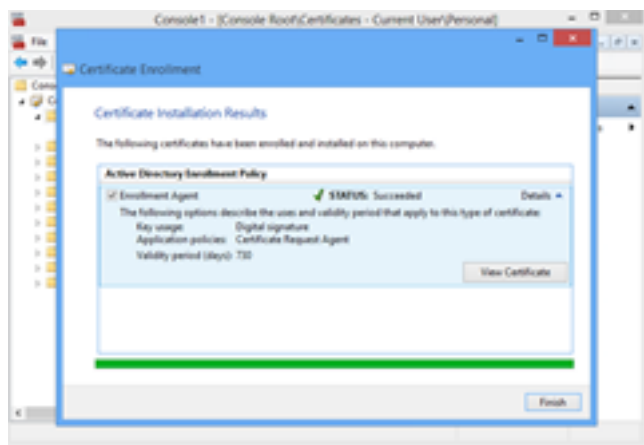 Console1 - [Console Root\Certificates - Current User\Personal]
File
Certificate Enrollment
Certificate Installation Results
The following certificates have been enrolled and installed on this computer.
Active Directory Enrollment Policy
Enrollment Agent STATUS: Succeeded Details
The following options describe the uses and validity period that apply to this type of certificate:
Key usage: Digital signature
Application policies: Certificate Request Agent
Validity period (days): 730
View Certificate
Finish